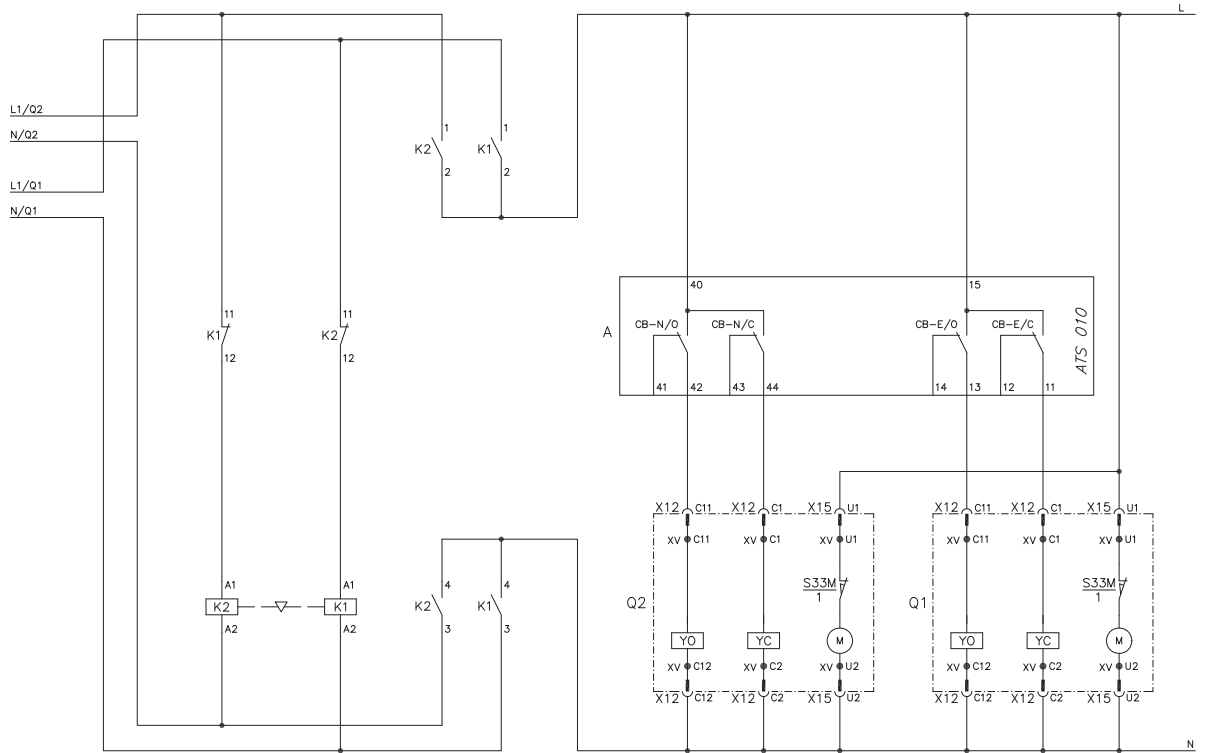 L
L1/Q2
N/Q2
L1/Q1
N/Q1
1
1
K2
K1
2
2
40
15
11
11
K1
K2
12
12
A
CB-N/O
CB-N/C
CB-E/O
CB-E/C
ATS 010
41
42
43
44
14
13
12
11
X12
C11
X12
C1
X15
U1
X12
C11
X12
C1
X15
U1
XV
C11
XV
C1
XV
U1
XV
C11
XV
C1
XV
U1
A1
A1
4
4
S33M
1
S33M
1
K2
K1
K2
K1
Q2
Q1
A2
A2
3
3
YO
YC
M
YO
YC
M
XV
C12
XV
C2
XV
U2
XV
C12
XV
C2
XV
U2
X12
C12
X12
C2
X15
U2
X12
C12
X12
C2
X15
U2
N